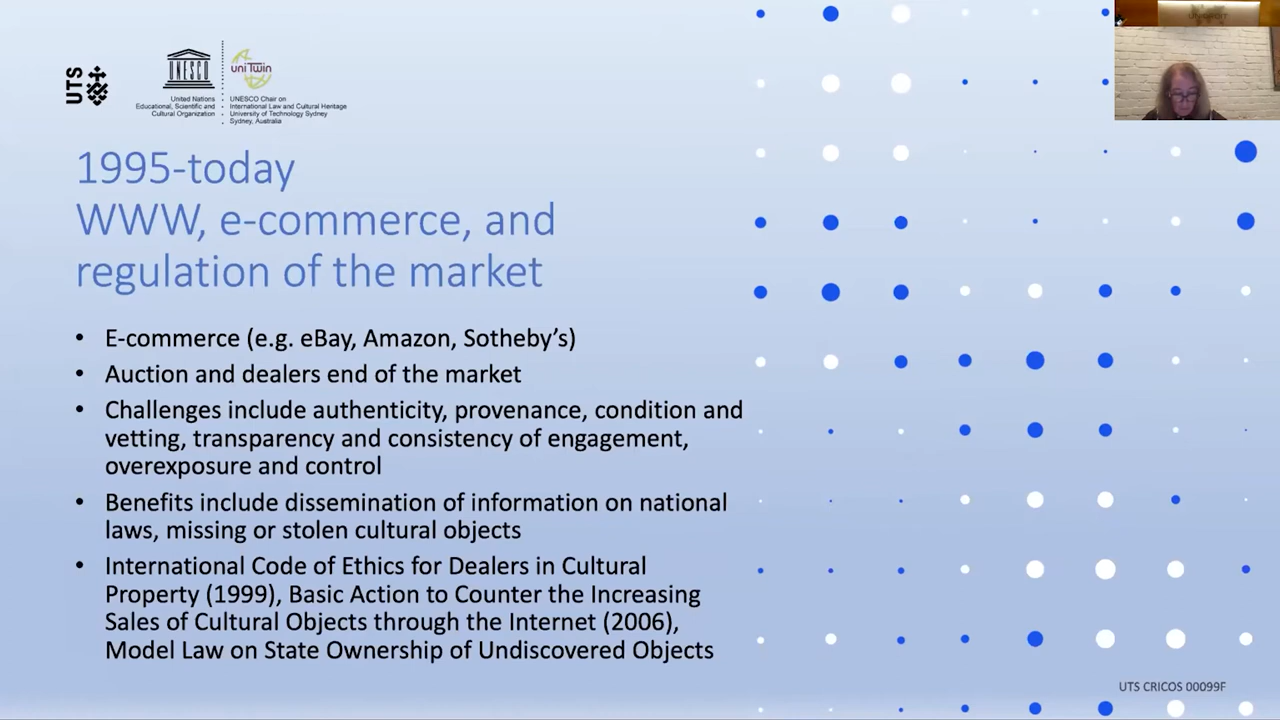 UTS
UNESCO
uniTwin
United Nations
Educational, Scientific and
Cultural Organization
UNESCO Chair on
International Law and Cultural Heritage
University of Technology Sydney
Sydney, Australia
1995-today
WWW, e-commerce, and
regulation of the market
• E-commerce (e.g. eBay, Amazon, Sotheby’s)
• Auction and dealers end of the market
• Challenges include authenticity, provenance, condition and
vetting, transparency and consistency of engagement,
overexposure and control
• Benefits include dissemination of information on national
laws, missing or stolen cultural objects
• International Code of Ethics for Dealers in Cultural
Property (1999), Basic Action to Counter the Increasing
Sales of Cultural Objects through the Internet (2006),
Model Law on State Ownership of Undiscovered Objects
UTS CRICOS 00099F